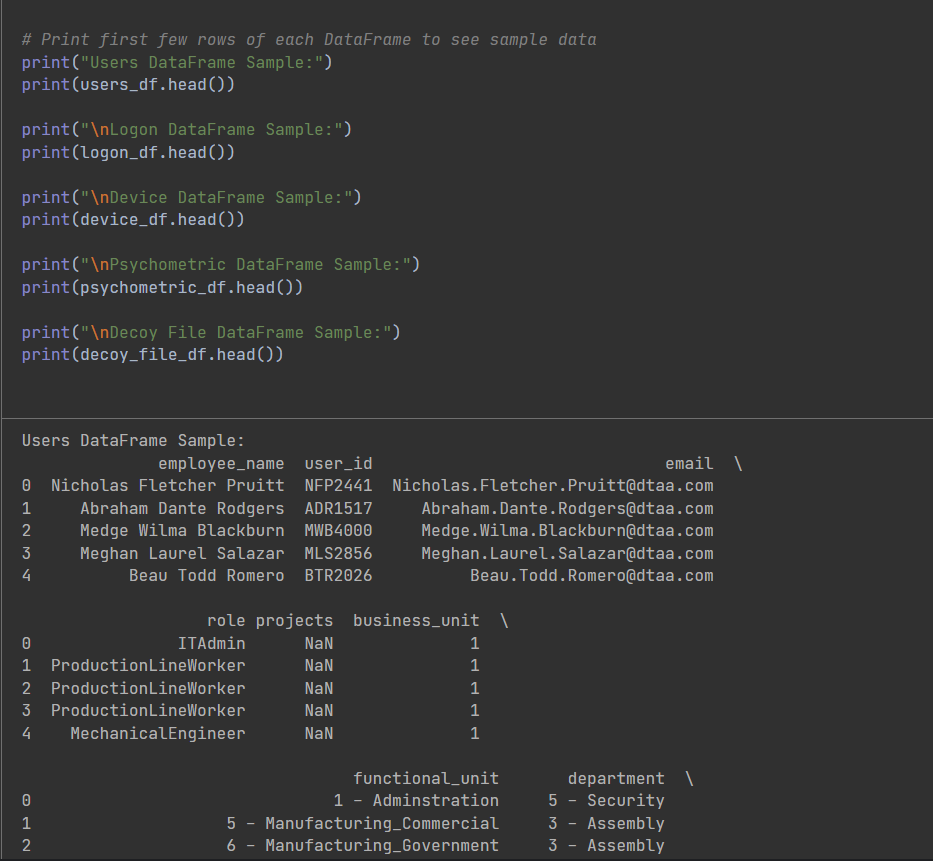 # Print first few rows of each DataFrame to see sample data
print("Users DataFrame Sample:")
print(users_df.head())
print("\nLogon DataFrame Sample:")
print(logon_df.head())
print("\nDevice DataFrame Sample:")
print(device_df.head())
print("\nPsychometric DataFrame Sample:")
print(psychometric_df.head())
print("\nDecoy File DataFrame Sample:")
print(decoy_file_df.head())
Users DataFrame Sample:
employee_name user_id email \
0 Nicholas Fletcher Pruitt NFP2441 Nicholas.Fletcher.Pruitt@dtaa.com
1 Abraham Dante Rodgers ADR1517 Abraham.Dante.Rodgers@dtaa.com
2 Medge Wilma Blackburn MWB4000 Medge.Wilma.Blackburn@dtaa.com
3 Meghan Laurel Salazar MLS2856 Meghan.Laurel.Salazar@dtaa.com
4 Beau Todd Romero BTR2026 Beau.Todd.Romero@dtaa.com
role projects business_unit \
0 ITAdmin NaN 1
1 ProductionLineWorker NaN 1
2 ProductionLineWorker NaN 1
3 ProductionLineWorker NaN 1
4 MechanicalEngineer NaN 1
functional_unit department \
0 1 - Adminstration 5 - Security
1 5 - Manufacturing_Commercial 3 - Assembly
2 6 - Manufacturing_Government 3 - Assembly